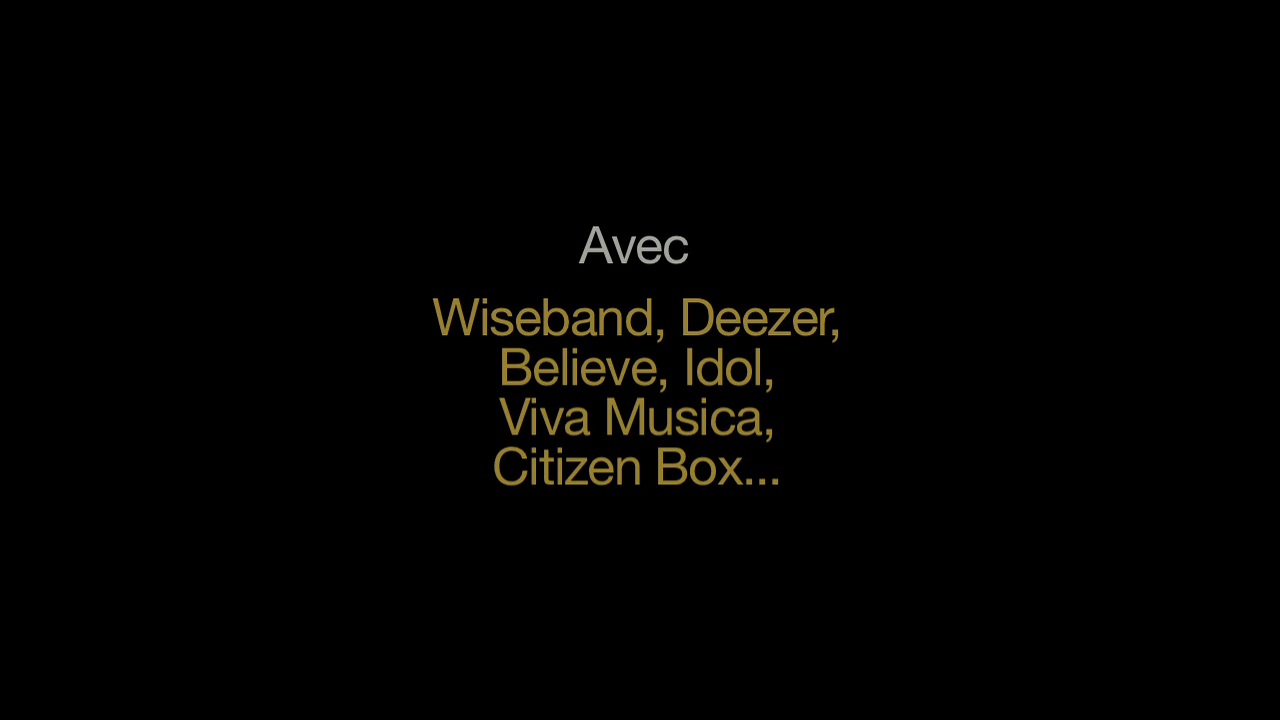 Avec
Wiseband, Deezer,
Believe, Idol,
Viva Musica,
Citizen Box...